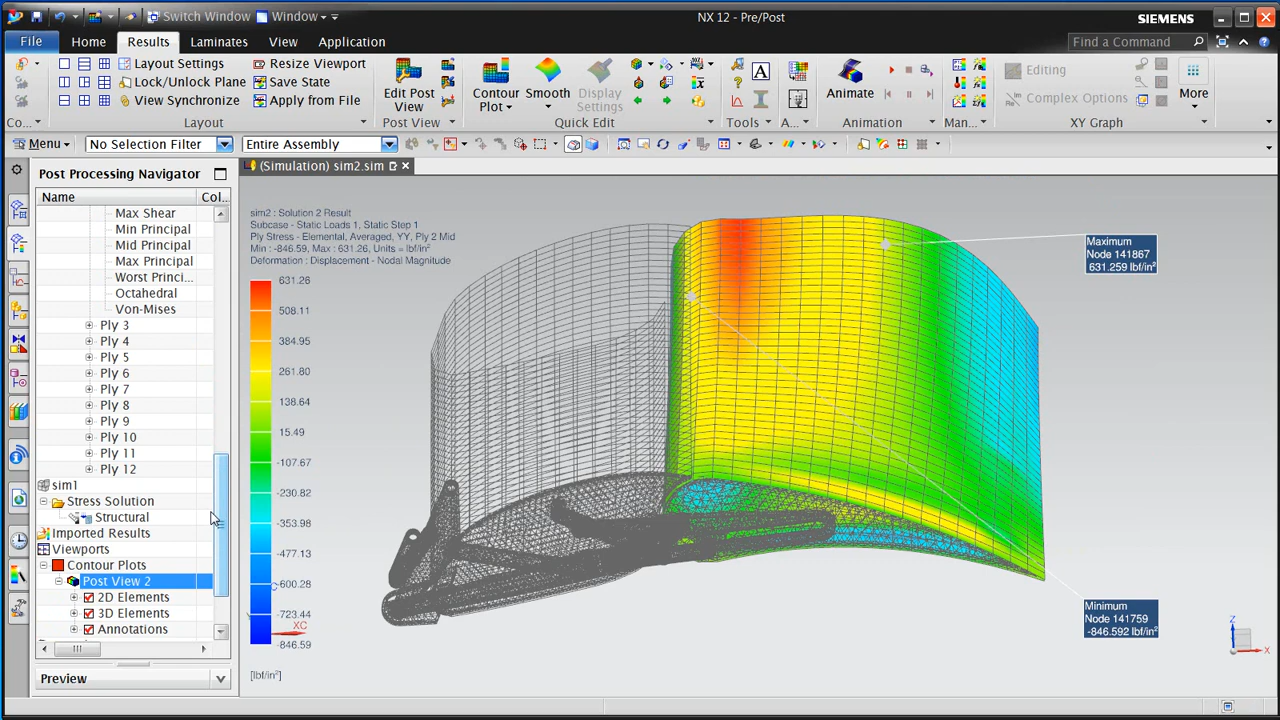 Switch Window
Window
NX 12 - Pre/Post
SIEMENS
File
Home
Results
Laminates
View
Application
Find a Command
Layout Settings
Resize Viewport
Lock/Unlock Plane
Save State
View Synchronize
Apply from File
Edit Post
View
Contour
Plot
Smooth
Display
Settings
Animate
Editing
Complex Options
More
Co...
Layout
Post View
Quick Edit
Tools
A...
Animation
Man...
XY Graph
Menu
No Selection Filter
Entire Assembly
Post Processing Navigator
(Simulation) sim2.sim
Name
Col...
Max Shear
Min Principal
Mid Principal
Max Principal
Worst Princi...
Octahedral
Von-Mises
Ply 3
Ply 4
Ply 5
Ply 6
Ply 7
Ply 8
Ply 9
Ply 10
Ply 11
Ply 12
sim1
Stress Solution
Structural
Imported Results
Viewports
Contour Plots
Post View 2
2D Elements
3D Elements
Annotations
Preview
sim2 : Solution 2 Result
Subcase - Static Loads 1, Static Step 1
Ply Stress - Elemental, Averaged, YY, Ply 2 Mid
Min : -846.59, Max : 631.26, Units = lbf/in²
Deformation : Displacement - Nodal Magnitude
631.26
508.11
384.95
261.80
138.64
15.49
-107.67
-230.82
-353.98
-477.13
-600.28
-723.44
-846.59
[lbf/in²]
XC
Maximum
Node 141867
631.259 lbf/in²
Minimum
Node 141759
-846.592 lbf/in²
Z
X